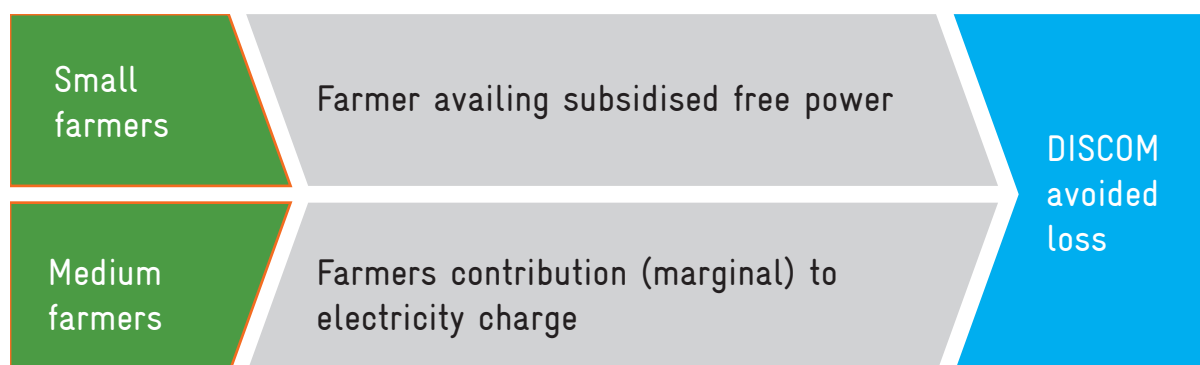 Small
farmers
Farmer availing subsidised free power
Medium
farmers
Farmers contribution (marginal) to
electricity charge
DISCOM
avoided
loss